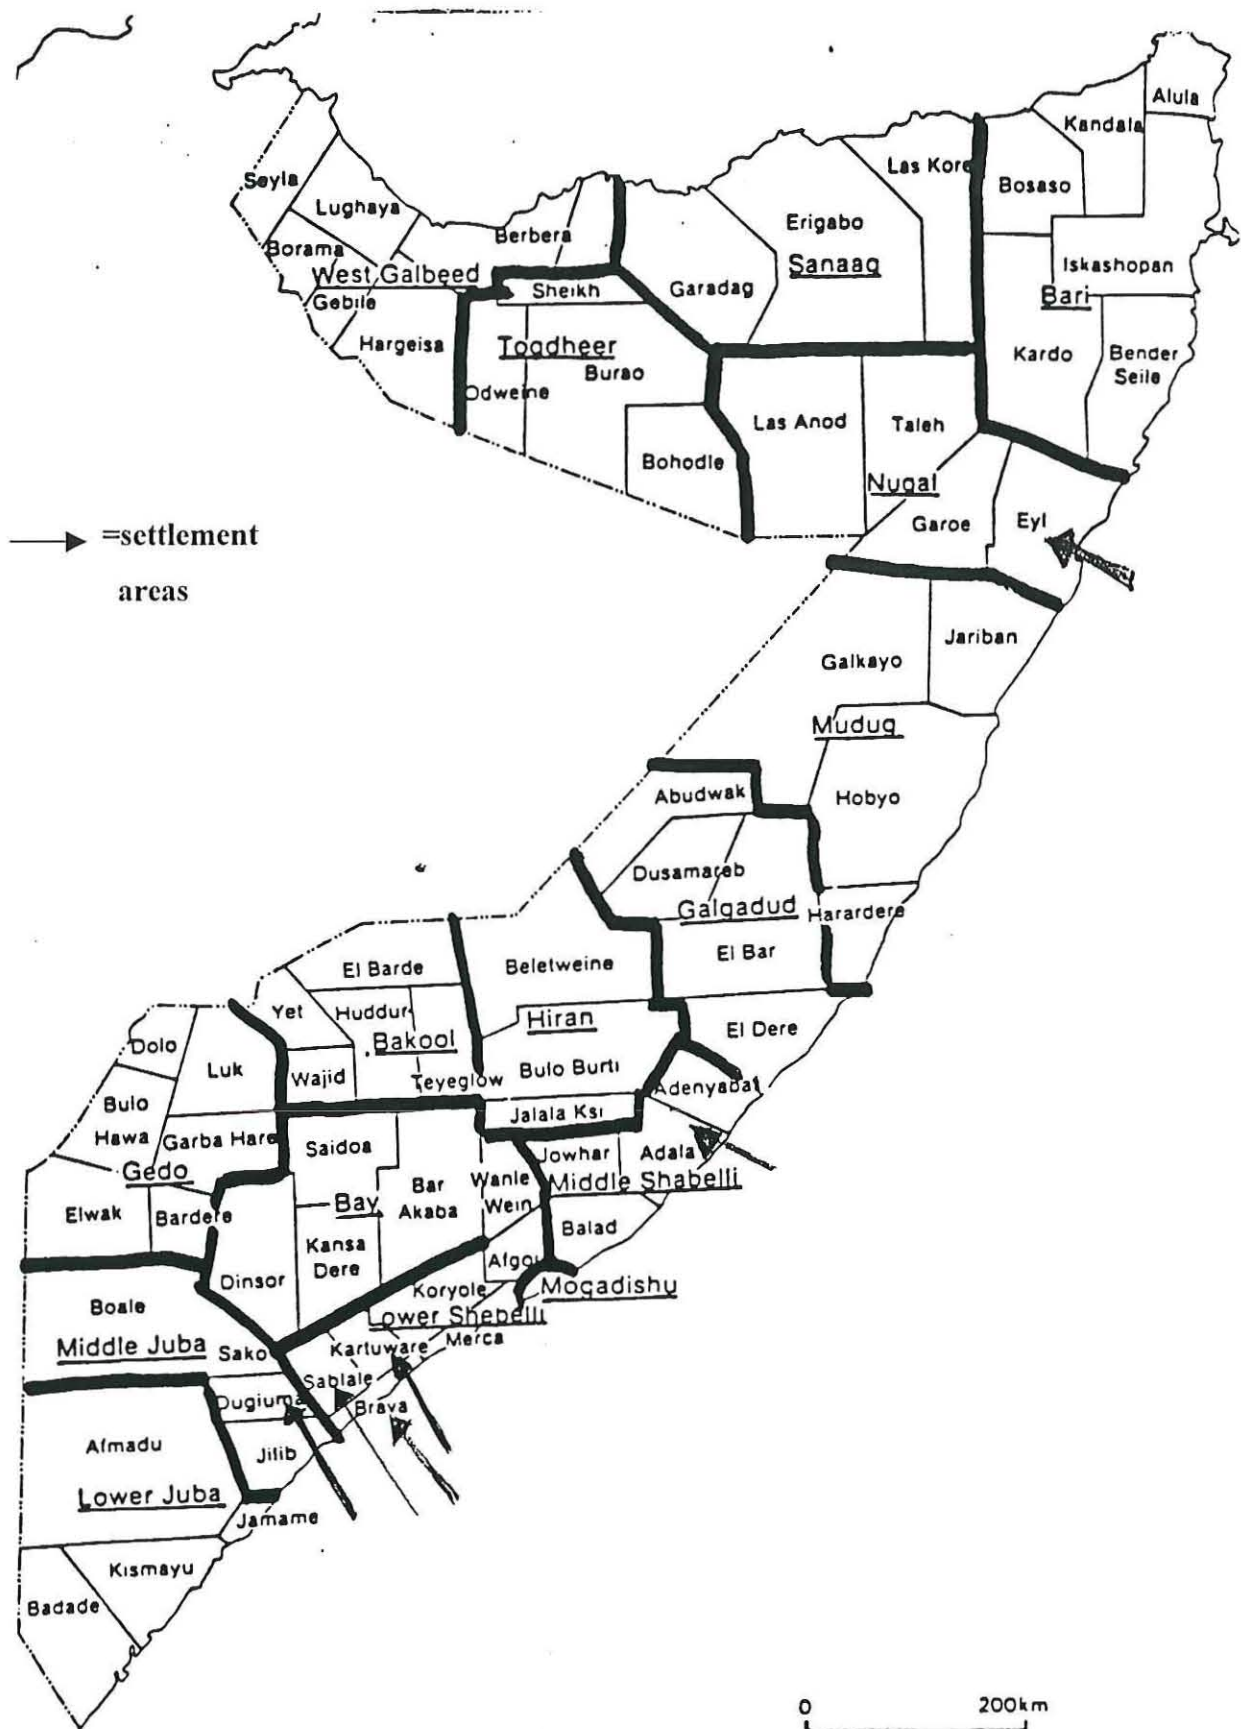 Alula
Kandala
Las Kore
Bosaso
Seyla
Lughaya
Erigabo
Berbera
Borama
Sanaag
Iskashopan
West Galbeed
Sheikh
Garadag
Bari
Gebile
Hargeisa
Togdheer
Kardo
Bender
Seile
Burao
Odweine
Las Anod
Taleh
Bohodle
Nugal
Garoe
Eyl
=settlement
areas
Jariban
Galkayo
Mudug
Abudwak
Hobyo
Dusamareb
Galgadud
Harardere
El Bar
El Barde
Beletweine
Yet
Huddur
Hiran
El Dere
Dolo
Bakool
Luk
Wajid
Teyeglow
Bulo Burti
Adenyabal
Bulo
Hawa
Jalala Ksi
Garba Hare
Saidoa
Jowhar
Adala
Gedo
Wanle
Wein
Middle Shabelli
Bar
Akaba
Bay
Elwak
Bardere
Balad
Kansa
Dere
Afgoi
Dinsor
Koryole
Mogadishu
Boale
ower Shebelli
Middle Juba
Sako
Kartuware
Merca
Sablale
Dugiuma
Brava
Afmadu
Jilib
Lower Juba
Jamame
Kismayu
Badade
0 200km